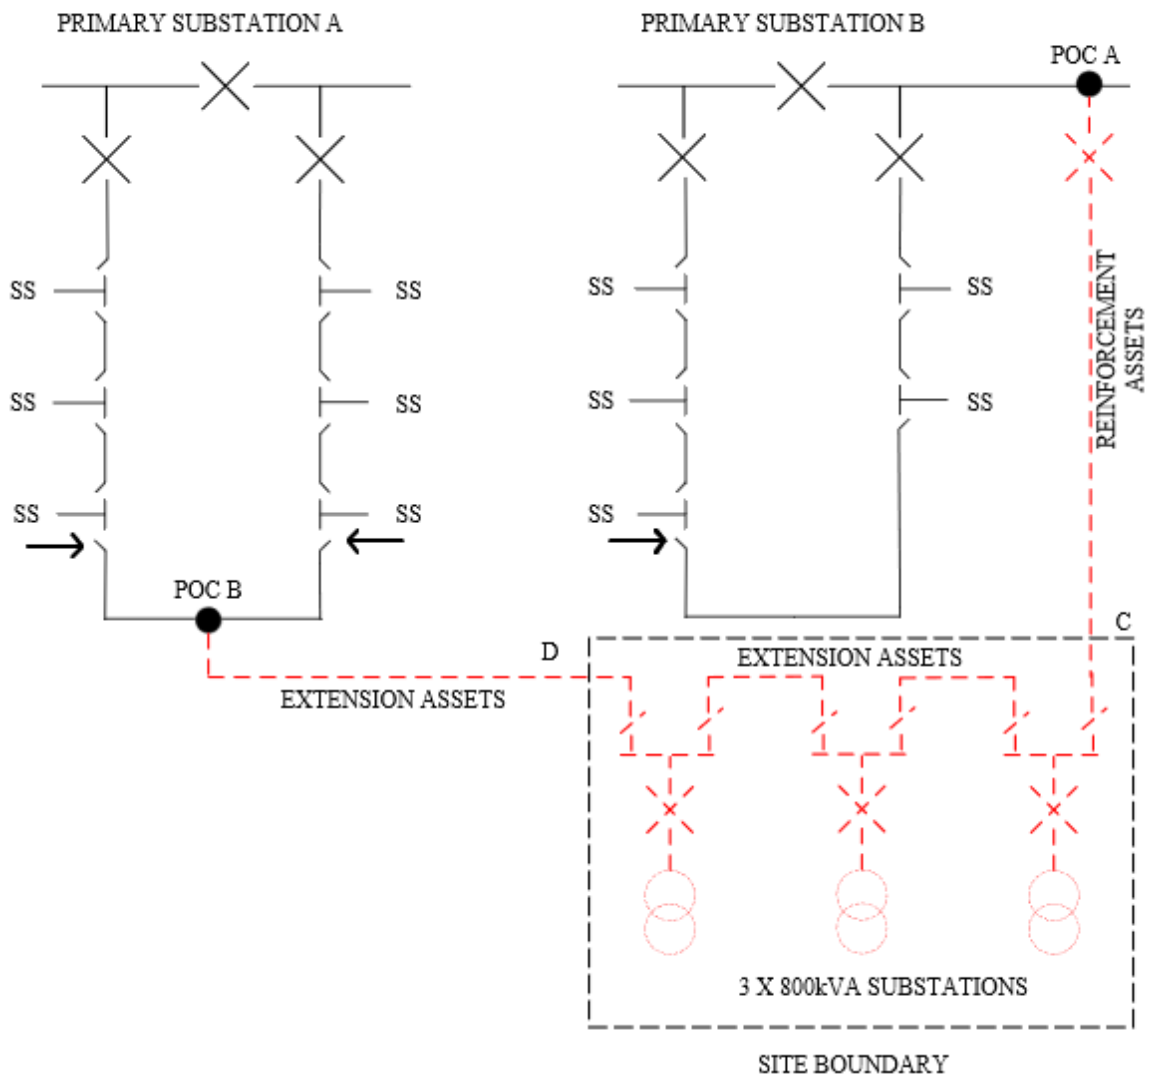 PRIMARY SUBSTATION A
PRIMARY SUBSTATION B
POC A
SS
SS
SS
SS
SS
SS
SS
SS
SS
SS
SS
REINFORCEMENT
ASSETS
POC B
C
D
EXTENSION ASSETS
EXTENSION ASSETS
3 X 800kVA SUBSTATIONS
SITE BOUNDARY